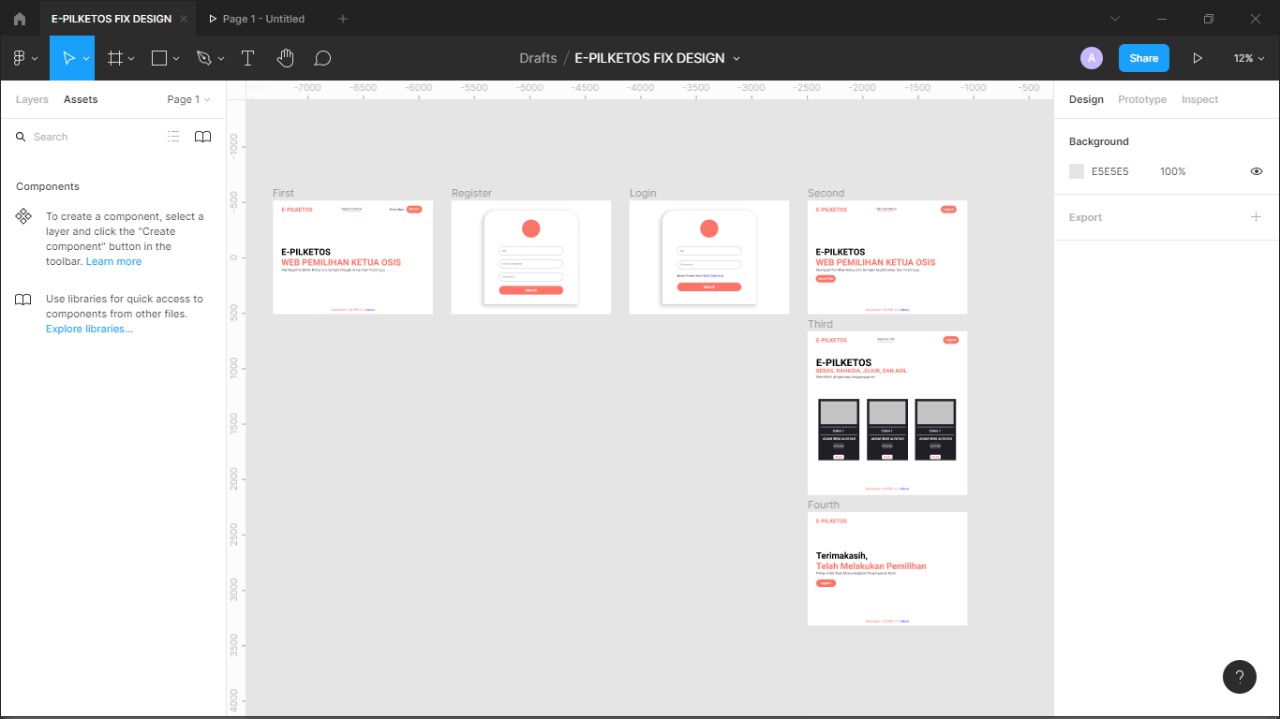 E-PILKETOS FIX DESIGN
Page 1 - Untitled
Drafts / E-PILKETOS FIX DESIGN
A
Share
12%
Layers
Assets
Page 1
Search
Components
To create a component, select a
layer and click the "Create
component" button in the
toolbar. Learn more
Use libraries for quick access to
components from other files.
Explore libraries...
-7000 -6500 -6000 -5500 -5000 -4500 -4000 -3500 -3000 -2500 -2000 -1500 -1000 -500
-1000
-500
0
500
1000
1500
2000
2500
3000
3500
4000
First
E-PILKETOS
E-PILKETOS
WEB PEMILIHAN KETUA OSIS
Register
Login
Second
E-PILKETOS
E-PILKETOS
WEB PEMILIHAN KETUA OSIS
Third
E-PILKETOS
E-PILKETOS
BEBAS, RAHASIA, JUJUR, DAN ADIL
Fourth
E-PILKETOS
Terimakasih,
Telah Melakukan Pemilihan
Design
Prototype
Inspect
Background
E5E5E5
100%
Export
?